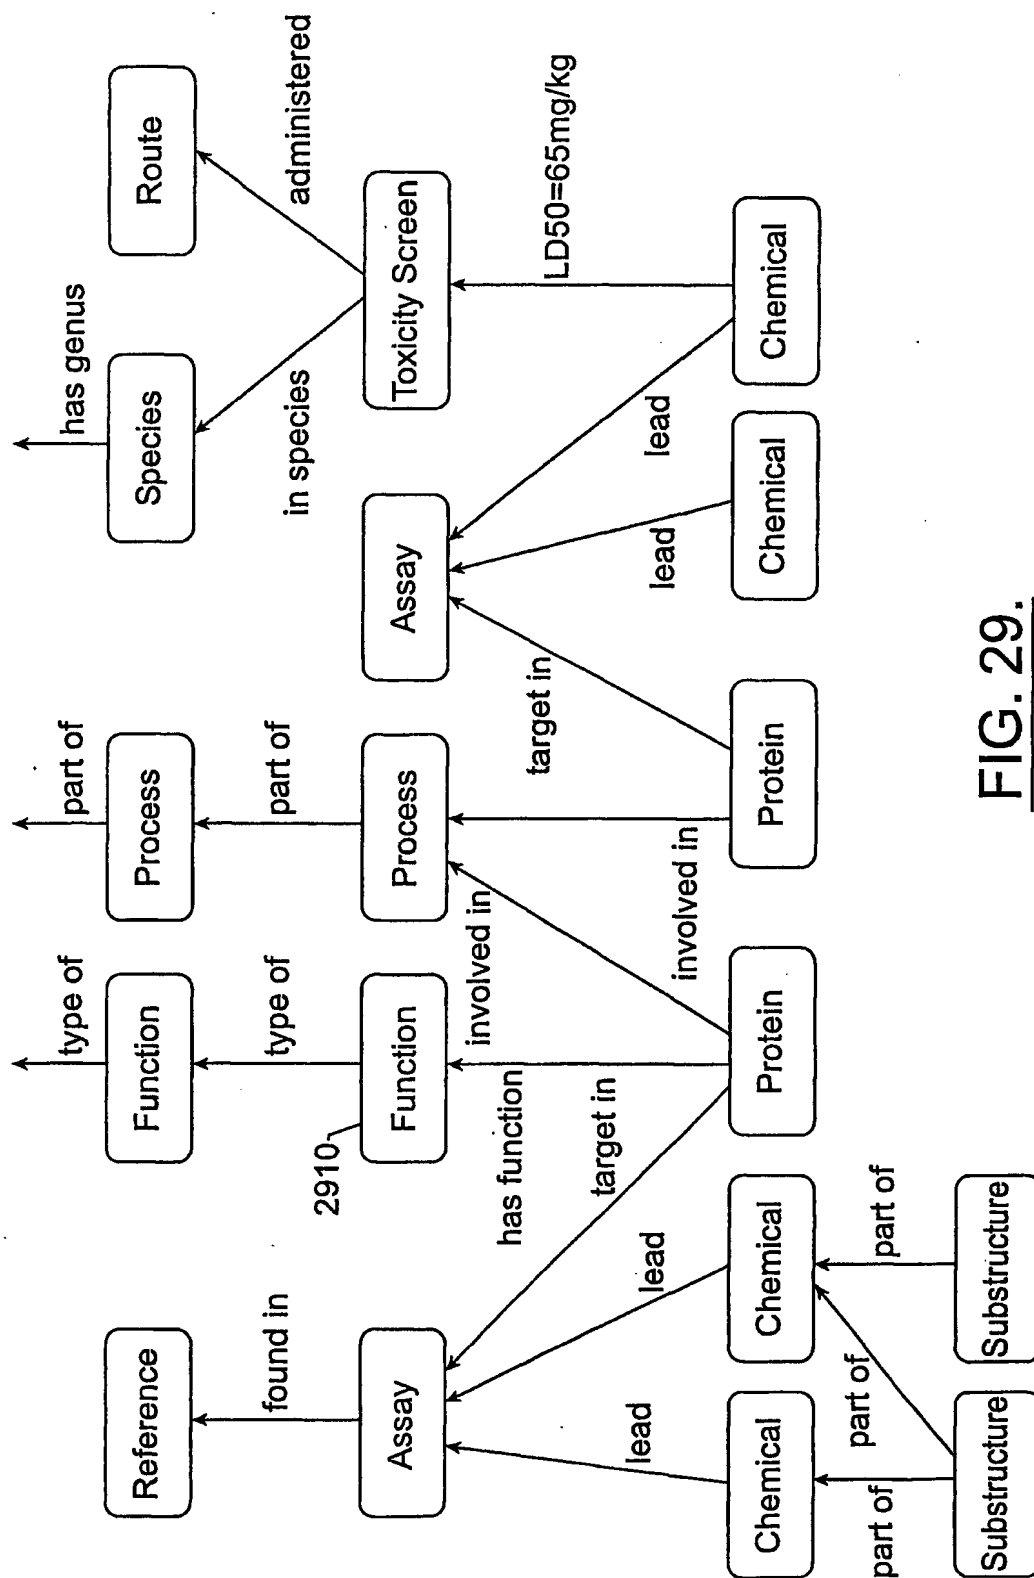 type of
part of
has genus
Reference
Function
Process
Species
Route
found in
type of
part of
in species
administered
2910
Assay
Function
Process
Assay
Toxicity Screen
has function
involved in
target in
involved in
target in
lead
lead
lead
lead
LD50=65mg/kg
Chemical
Chemical
Protein
Protein
Chemical
Chemical
part of
part of
part of
Substructure
Substructure
FIG. 29.